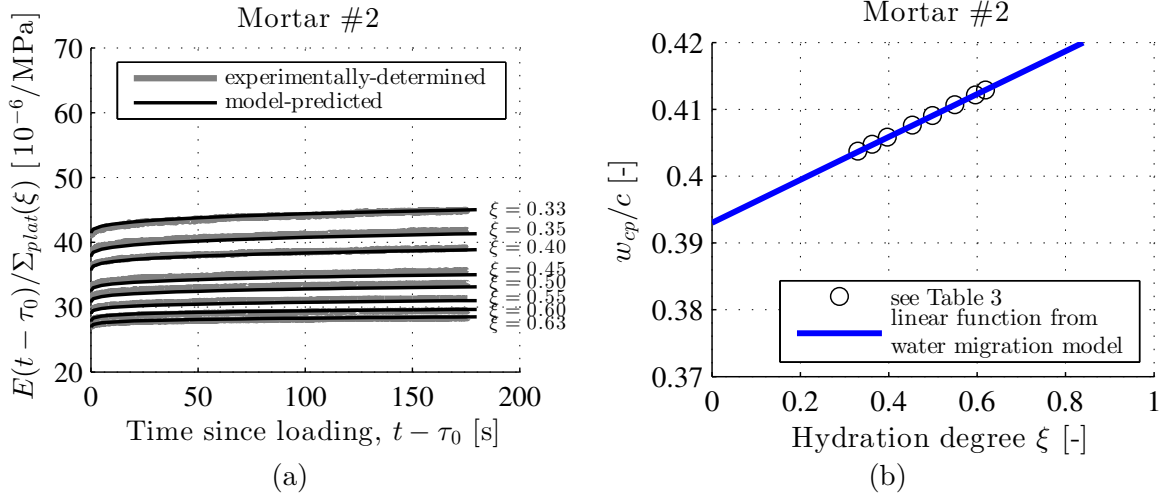 Mortar #2
E(t − τ0)/Σplat(ξ) [10^−6/MPa]
70
60
50
40
30
20
experimentally-determined
model-predicted
ξ = 0.33
ξ = 0.35
ξ = 0.40
ξ = 0.45
ξ = 0.50
ξ = 0.55
ξ = 0.60
ξ = 0.63
0 50 100 150 200
Time since loading, t − τ0 [s]
(a)
Mortar #2
wcp/c [-]
0.42
0.41
0.4
0.39
0.38
0.37
see Table 3
linear function from
water migration model
0 0.2 0.4 0.6 0.8 1
Hydration degree ξ [-]
(b)